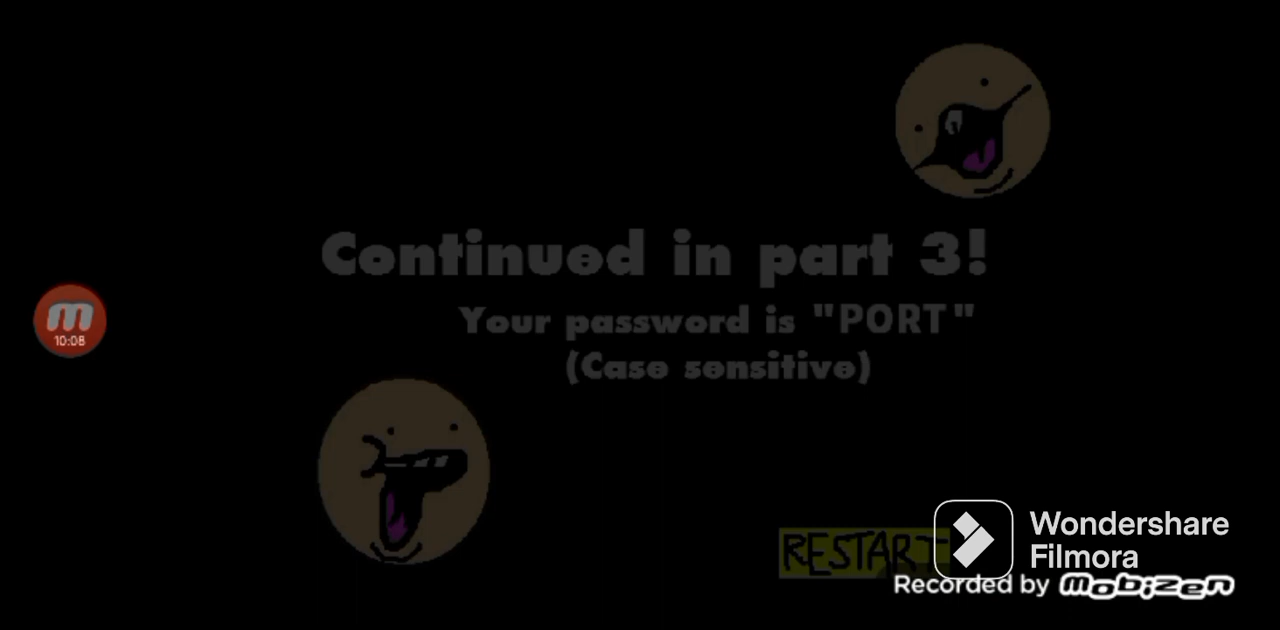 Continued in part 3!
Your password is "PORT"
(Case sensitive)
10:08
RESTART
Wondershare
Filmora
Recorded by mobizen